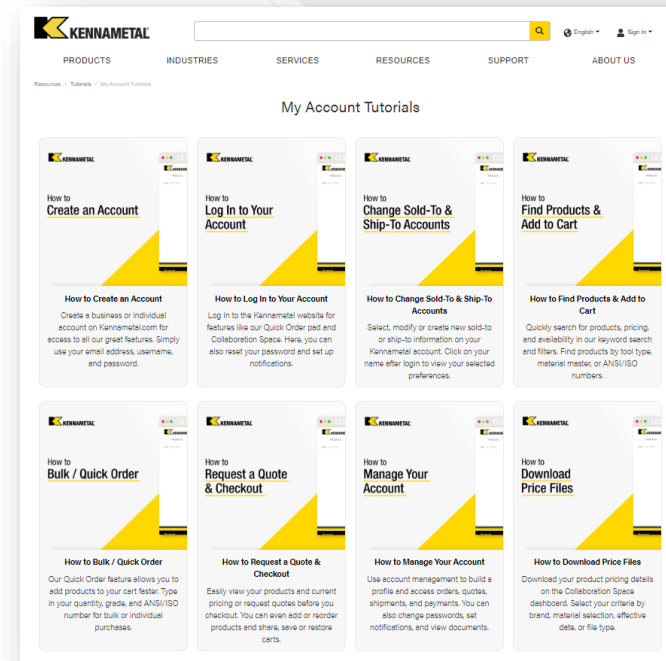 KENNAMETAL
English
Sign In
PRODUCTS INDUSTRIES SERVICES RESOURCES SUPPORT ABOUT US
Resources / Tutorials / My Account Tutorials
My Account Tutorials
KENNAMETAL
How to
Create an Account
How to Create an Account
Create a business or individual
account on Kennametal.com for
access to all our great features. Simply
use your email address, username,
and password.
KENNAMETAL
How to
Log In to Your
Account
How to Log In to Your Account
Log In to the Kennametal website for
features like our Quick Order pad and
Collaboration Space. Here, you can
also reset your password and set up
notifications.
KENNAMETAL
How to
Change Sold-To &
Ship-To Accounts
How to Change Sold-To & Ship-To
Accounts
Select, modify or create new sold-to
or ship-to information on your
Kennametal account. Click on your
name after login to view your selected
preferences.
KENNAMETAL
How to
Find Products &
Add to Cart
How to Find Products & Add to
Cart
Quickly search for products, pricing,
and availability in our keyword search
and filters. Find products by tool type,
material master, or ANSI/ISO
numbers.
KENNAMETAL
How to
Bulk / Quick Order
How to Bulk / Quick Order
Our Quick Order feature allows you to
add products to your cart faster. Type
in your quantity, grade, and ANSI/ISO
number for bulk or individual
purchases.
KENNAMETAL
How to
Request a Quote
& Checkout
How to Request a Quote &
Checkout
Easily view your products and current
pricing or request quotes before you
checkout. You can even add or reorder
products and share, save or restore
carts.
KENNAMETAL
How to
Manage Your
Account
How to Manage Your Account
Use account management to build a
profile and access orders, quotes,
shipments, and payments. You can
also change passwords, set
notifications, and view documents.
KENNAMETAL
How to
Download
Price Files
How to Download Price Files
Download your product pricing details
on the Collaboration Space
dashboard. Select your criteria by
brand, material selection, effective
date, or file type.